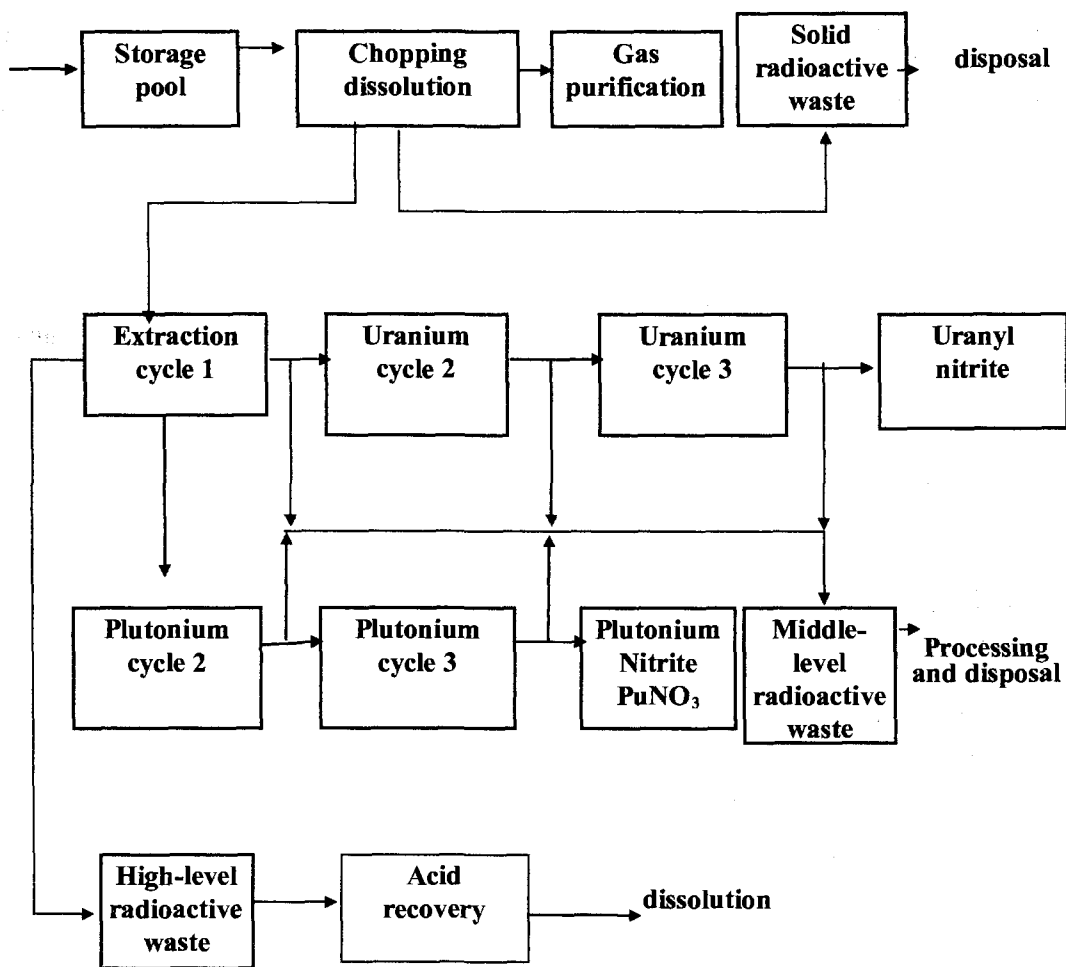 Storage
pool
Chopping
dissolution
Gas
purification
Solid
radioactive
waste
disposal
Extraction
cycle 1
Uranium
cycle 2
Uranium
cycle 3
Uranyl
nitrite
Plutonium
cycle 2
Plutonium
cycle 3
Plutonium
Nitrite
PuNO₃
Middle-
level
radioactive
waste
Processing
and disposal
High-level
radioactive
waste
Acid
recovery
dissolution